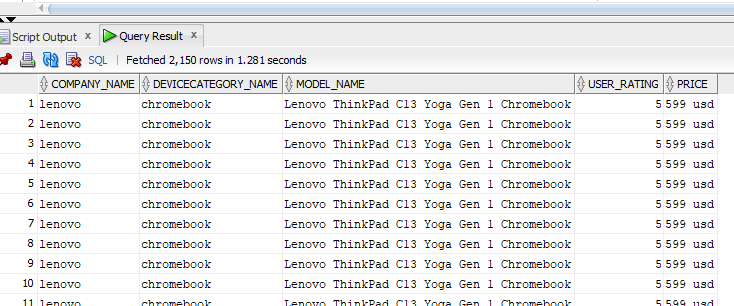 Script Output x Query Result x
SQL | Fetched 2,150 rows in 1.281 seconds
COMPANY_NAME DEVICECATEGORY_NAME MODEL_NAME USER_RATING PRICE
1 lenovo chromebook Lenovo ThinkPad C13 Yoga Gen 1 Chromebook 5 599 usd
2 lenovo chromebook Lenovo ThinkPad C13 Yoga Gen 1 Chromebook 5 599 usd
3 lenovo chromebook Lenovo ThinkPad C13 Yoga Gen 1 Chromebook 5 599 usd
4 lenovo chromebook Lenovo ThinkPad C13 Yoga Gen 1 Chromebook 5 599 usd
5 lenovo chromebook Lenovo ThinkPad C13 Yoga Gen 1 Chromebook 5 599 usd
6 lenovo chromebook Lenovo ThinkPad C13 Yoga Gen 1 Chromebook 5 599 usd
7 lenovo chromebook Lenovo ThinkPad C13 Yoga Gen 1 Chromebook 5 599 usd
8 lenovo chromebook Lenovo ThinkPad C13 Yoga Gen 1 Chromebook 5 599 usd
9 lenovo chromebook Lenovo ThinkPad C13 Yoga Gen 1 Chromebook 5 599 usd
10 lenovo chromebook Lenovo ThinkPad C13 Yoga Gen 1 Chromebook 5 599 usd
11 lenovo chromebook Lenovo ThinkPad C13 Yoga Gen 1 Chromebook 5 599 usd